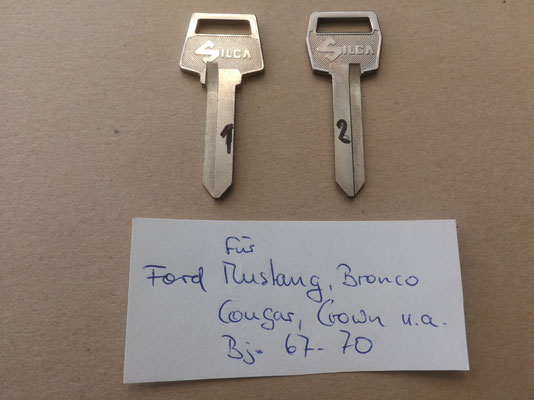 SILCA SILCA
1 2
für
Ford Mustang, Bronco
Cougar, Crown u.a.
Bj. 67-70